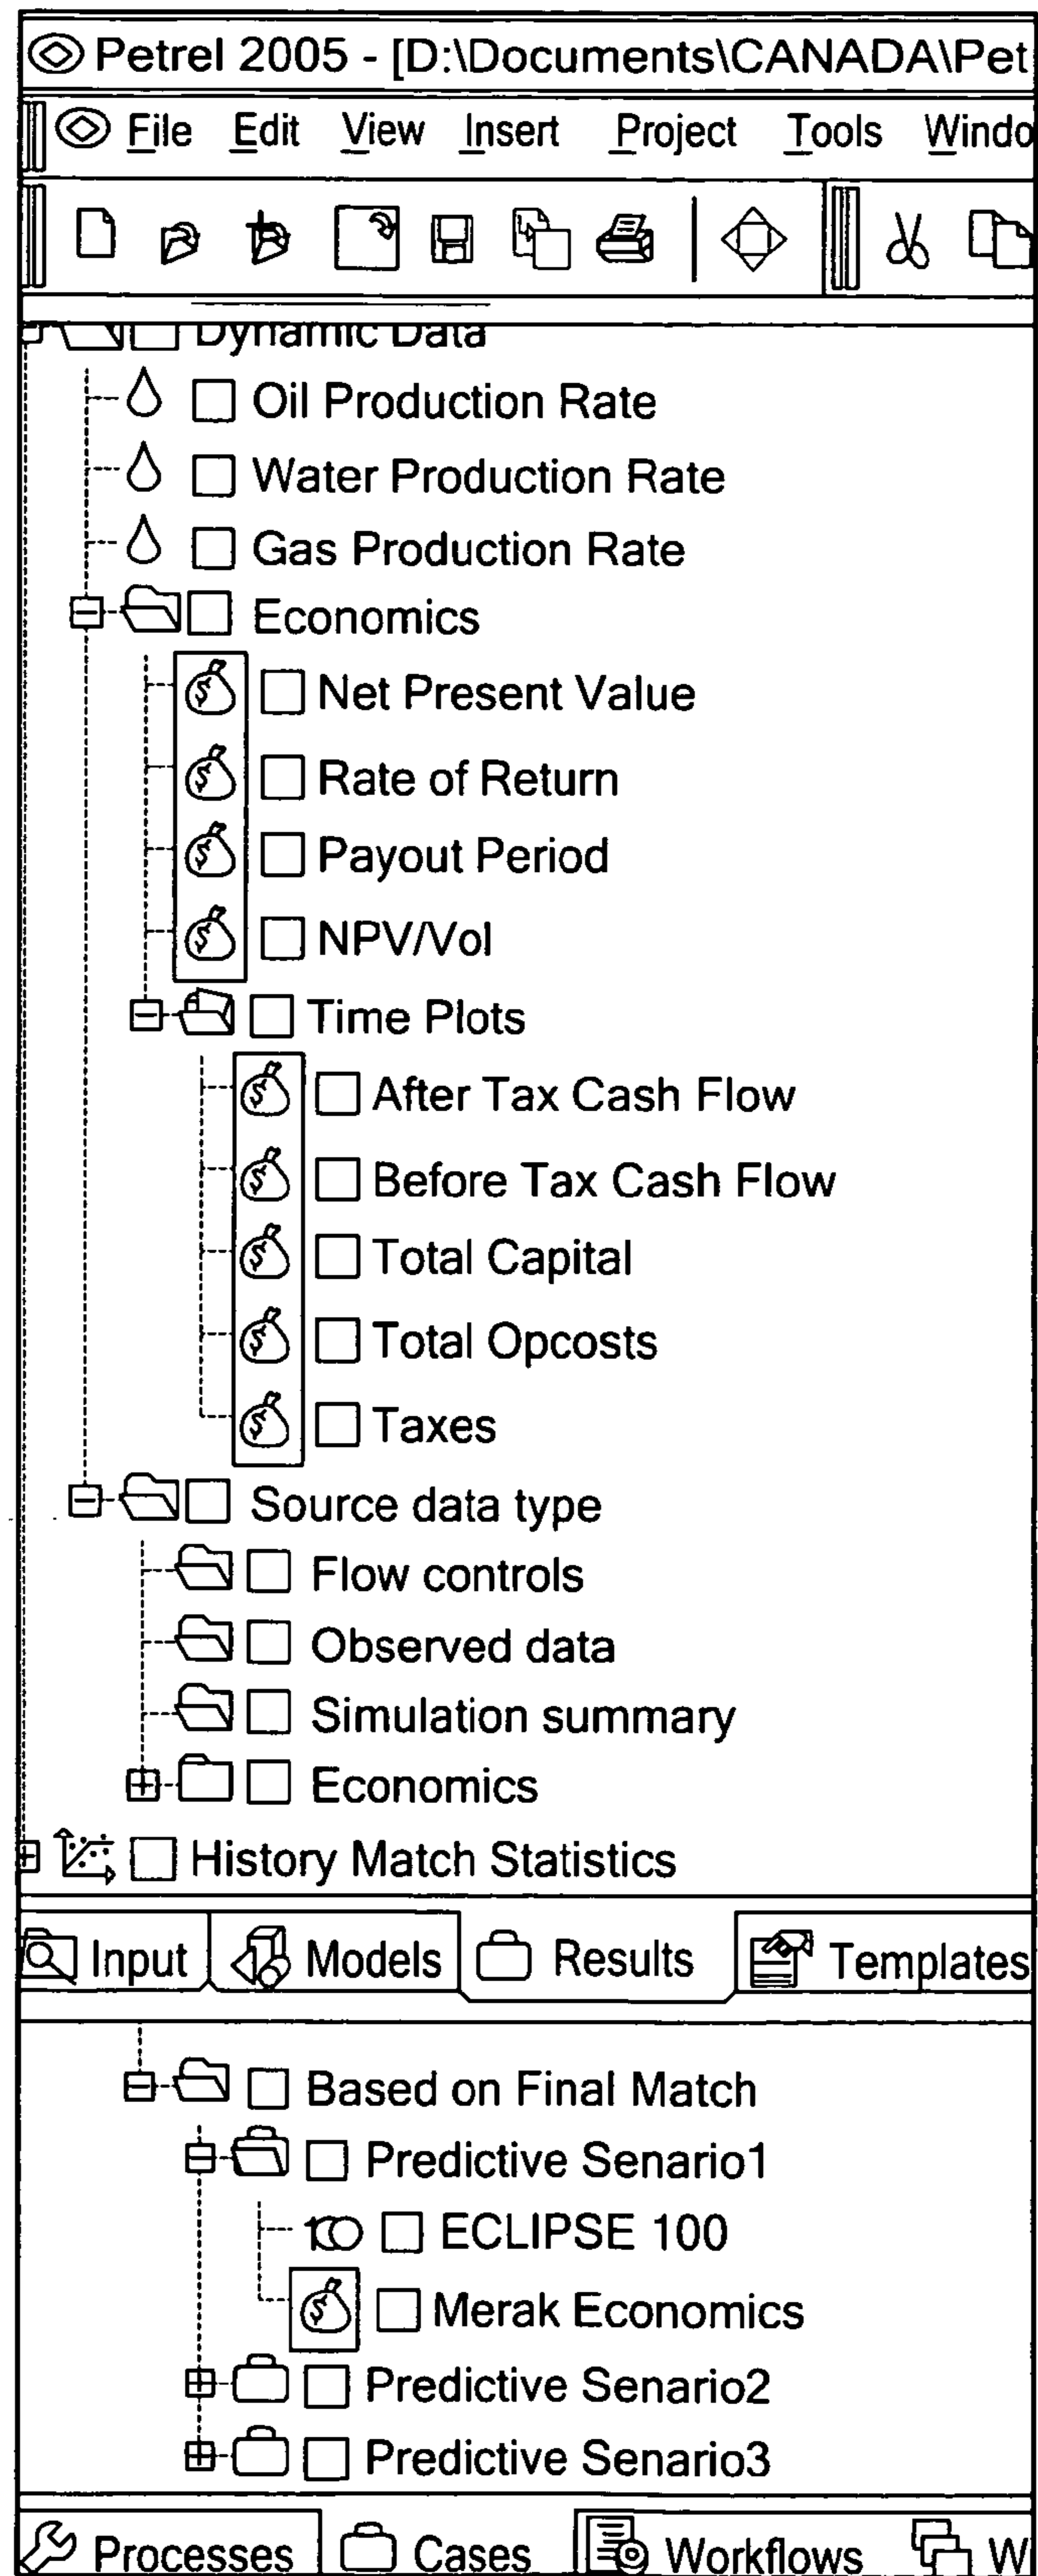 Petrel 2005 - [D:\Documents\CANADA\Pet
File Edit View Insert Project Tools Windo
Dynamic Data
Oil Production Rate
Water Production Rate
Gas Production Rate
Economics
$ Net Present Value
$ Rate of Return
$ Payout Period
$ NPV/Vol
Time Plots
$ After Tax Cash Flow
$ Before Tax Cash Flow
$ Total Capital
$ Total Opcosts
$ Taxes
Source data type
Flow controls
Observed data
Simulation summary
Economics
History Match Statistics
Input Models Results Templates
Based on Final Match
Predictive Senario1
100 ECLIPSE 100
$ Merak Economics
Predictive Senario2
Predictive Senario3
Processes Cases Workflows W